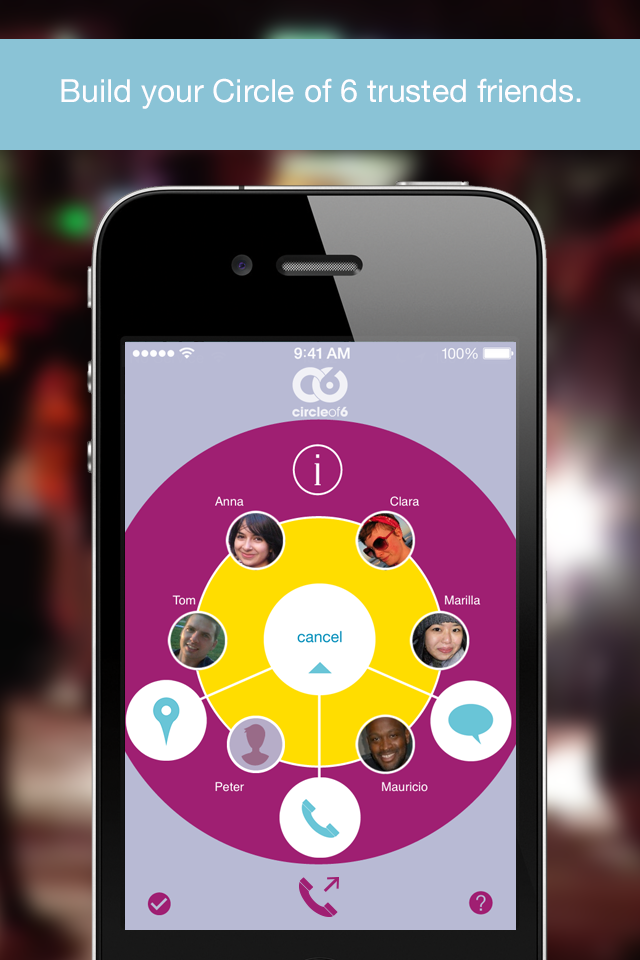 Build your Circle of 6 trusted friends.
9:41 AM
100%
circleof6
i
Anna
Clara
Tom
Marilla
cancel
Peter
Mauricio
?